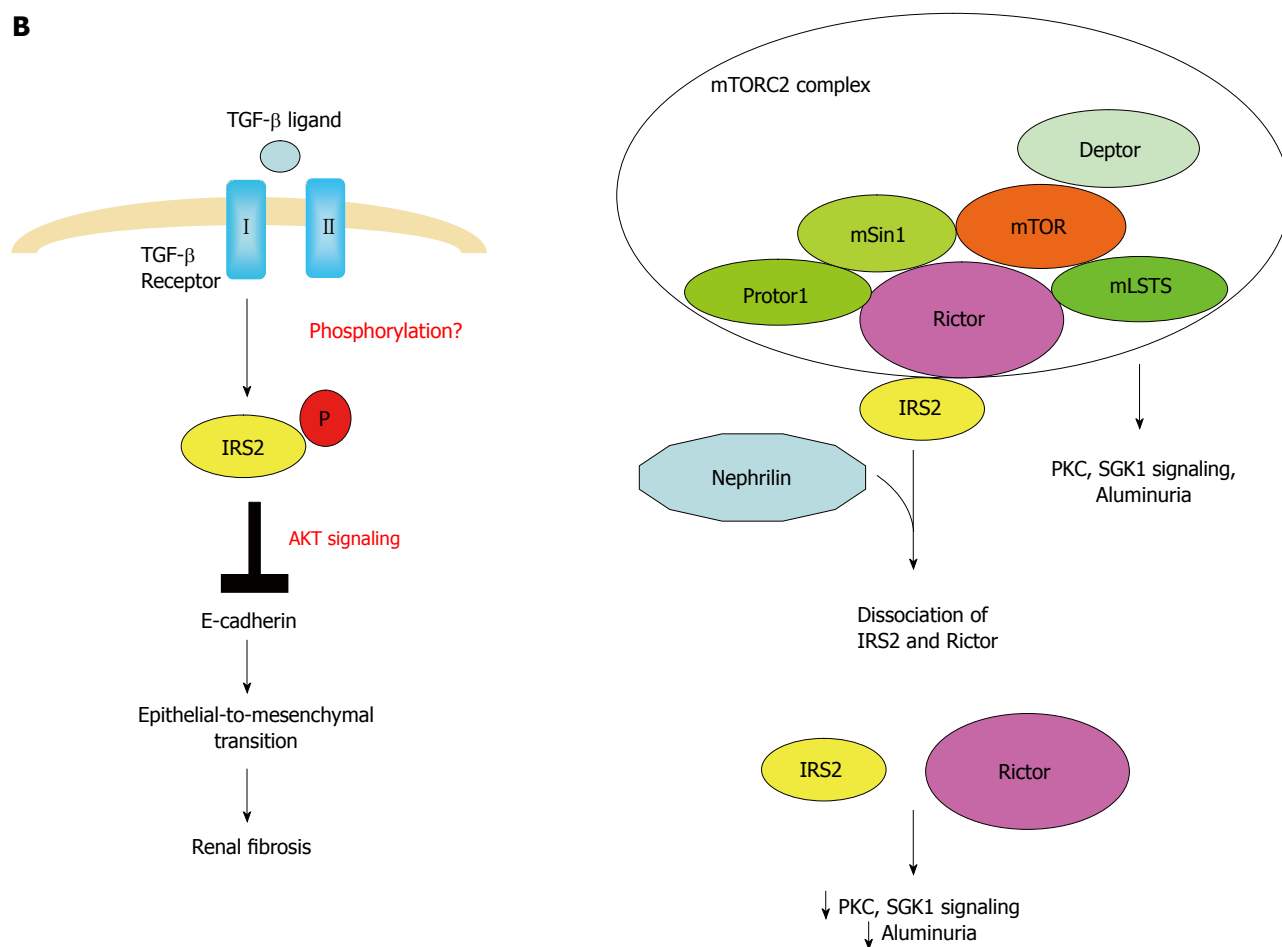 B
TGF-β ligand
I
II
TGF-β
Receptor
Phosphorylation?
P
IRS2
AKT signaling
E-cadherin
Epithelial-to-mesenchymal
transition
Renal fibrosis
mTORC2 complex
Deptor
mSin1
mTOR
Protor1
Rictor
mLSTS
IRS2
Nephrilin
PKC, SGK1 signaling,
Aluminuria
Dissociation of
IRS2 and Rictor
IRS2
Rictor
↓ PKC, SGK1 signaling
↓ Aluminuria